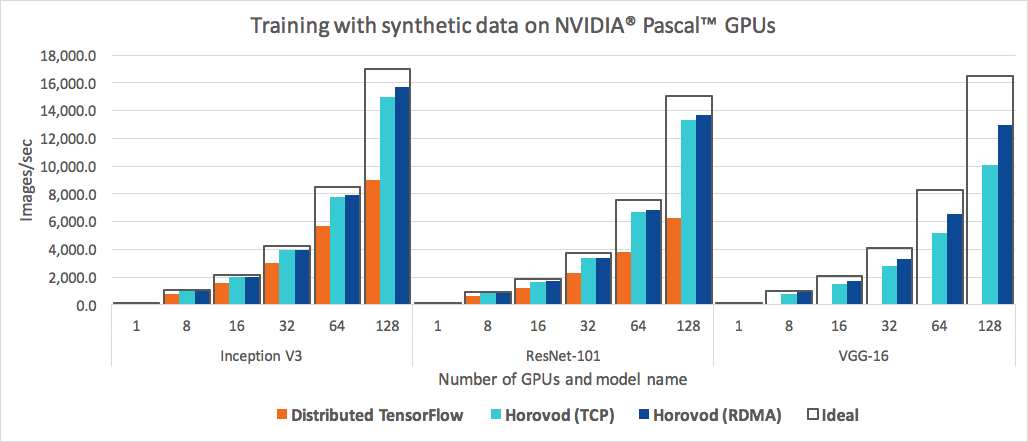 Training with synthetic data on NVIDIA® Pascal™ GPUs
Images/sec
18,000.0
16,000.0
14,000.0
12,000.0
10,000.0
8,000.0
6,000.0
4,000.0
2,000.0
0.0
1 8 16 32 64 128 1 8 16 32 64 128 1 8 16 32 64 128
Inception V3 ResNet-101 VGG-16
Number of GPUs and model name
Distributed TensorFlow Horovod (TCP) Horovod (RDMA) Ideal